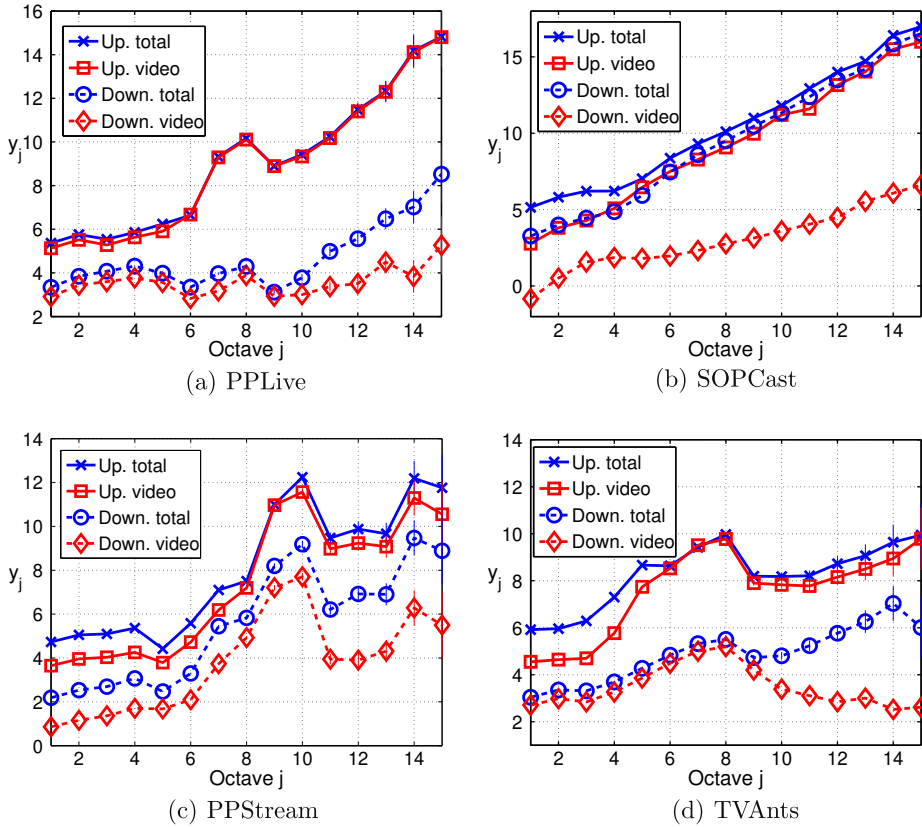 16
14
12
10
8
6
4
2
y_j
Up. total
Up. video
Down. total
Down. video
2 4 6 8 10 12 14
Octave j
(a) PPLive
15
10
5
0
y_j
Up. total
Up. video
Down. total
Down. video
2 4 6 8 10 12 14
Octave j
(b) SOPCast
14
12
10
8
6
4
2
0
y_j
Up. total
Up. video
Down. total
Down. video
2 4 6 8 10 12 14
Octave j
(c) PPStream
14
12
10
8
6
4
2
y_j
Up. total
Up. video
Down. total
Down. video
2 4 6 8 10 12 14
Octave j
(d) TVAnts